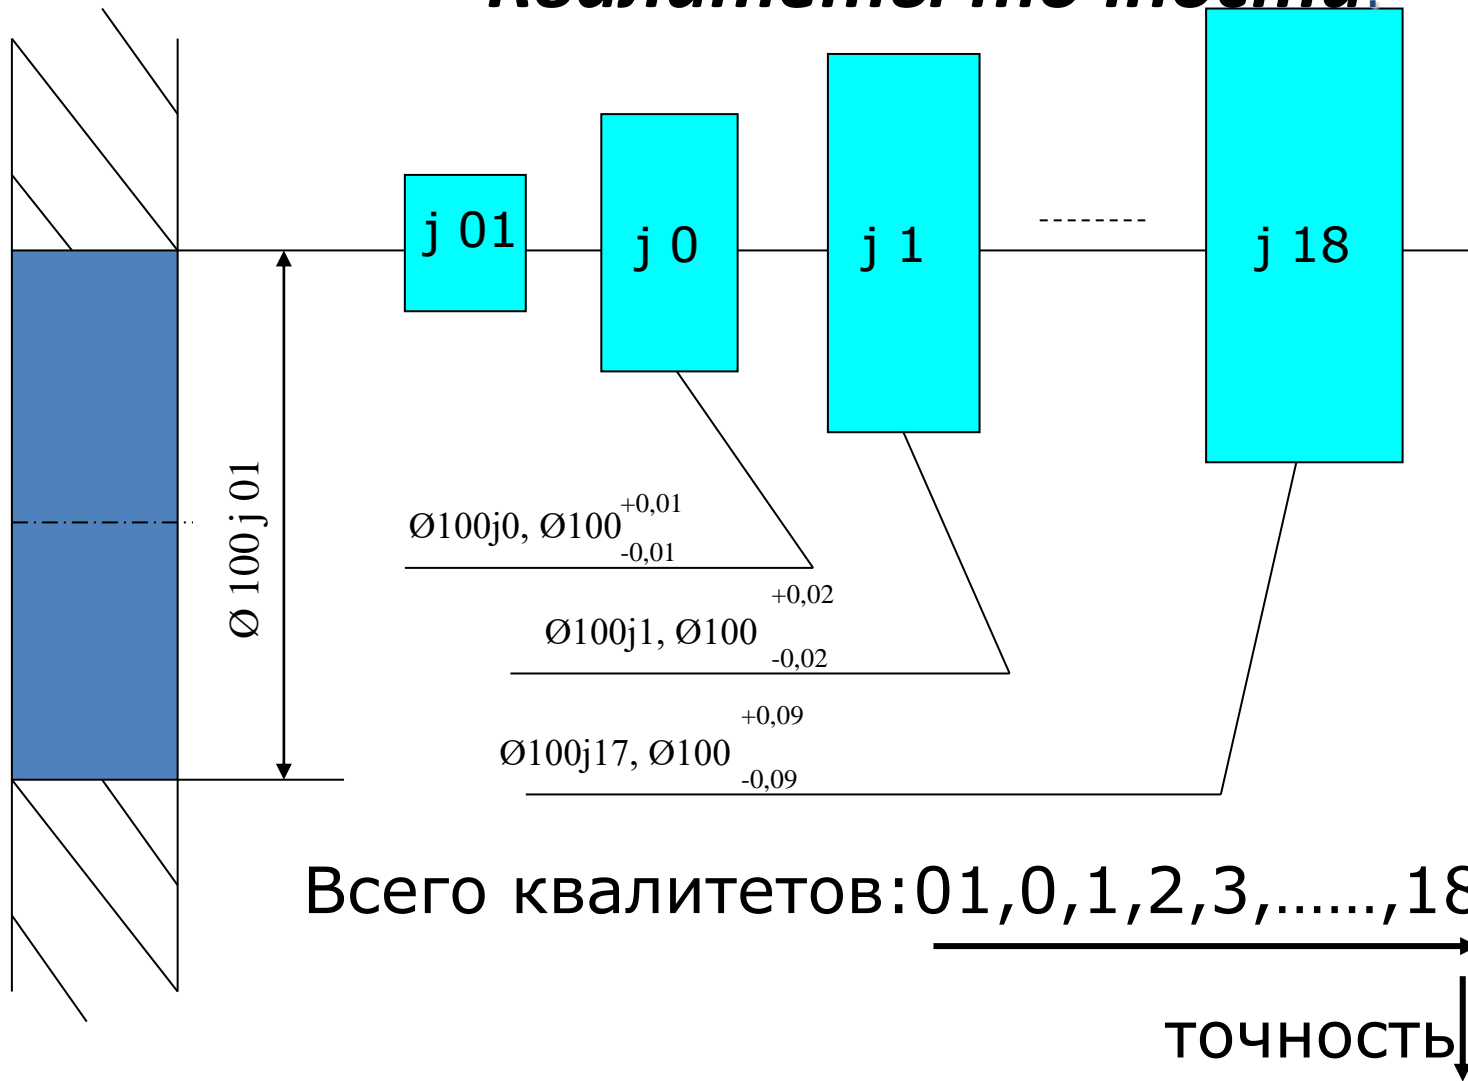 j 01
j 0
j 1
j 18
Ø 100 j 01
Ø100j0, Ø100 +0,01
-0,01
Ø100j1, Ø100 +0,02
-0,02
Ø100j17, Ø100 +0,09
-0,09
Всего квалитетов:01,0,1,2,3,......,18
точность